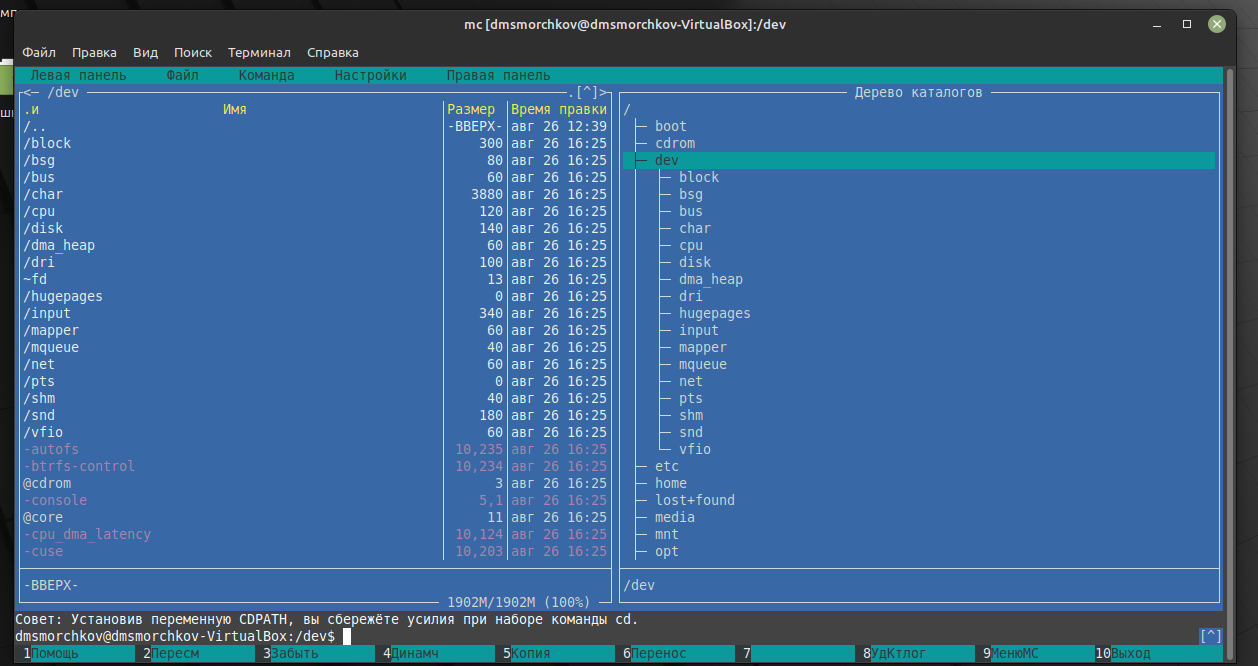 мп
mc [dmsmorchkov@dmsmorchkov-VirtualBox]:/dev
Файл Правка Вид Поиск Терминал Справка
Левая панель Файл Команда Настройки Правая панель
<─ /dev .[^]>
.и Имя Размер Время правки
/.. -ВВЕРХ- авг 26 12:39
/block 300 авг 26 16:25
/bsg 80 авг 26 16:25
/bus 60 авг 26 16:25
/char 3880 авг 26 16:25
/cpu 120 авг 26 16:25
/disk 140 авг 26 16:25
/dma_heap 60 авг 26 16:25
/dri 100 авг 26 16:25
~fd 13 авг 26 16:25
/hugepages 0 авг 26 16:25
/input 340 авг 26 16:25
/mapper 60 авг 26 16:25
/mqueue 40 авг 26 16:25
/net 60 авг 26 16:25
/pts 0 авг 26 16:25
/shm 40 авг 26 16:25
/snd 180 авг 26 16:25
/vfio 60 авг 26 16:25
-autofs 10,235 авг 26 16:25
-btrfs-control 10,234 авг 26 16:25
@cdrom 3 авг 26 16:25
-console 5,1 авг 26 16:25
@core 11 авг 26 16:25
-cpu_dma_latency 10,124 авг 26 16:25
-cuse 10,203 авг 26 16:25
-ВВЕРХ-
1902M/1902M (100%)
Дерево каталогов
/
boot
cdrom
dev
block
bsg
bus
char
cpu
disk
dma_heap
dri
hugepages
input
mapper
mqueue
net
pts
shm
snd
vfio
etc
home
lost+found
media
mnt
opt
/dev
Совет: Установив переменную CDPATH, вы сбережёте усилия при наборе команды cd.
dmsmorchkov@dmsmorchkov-VirtualBox:/dev$ [^]
1Помощь 2Пересм 3Забыть 4Динамч 5Копия 6Перенос 7 8УдКтлог 9МенюМС 10Выход